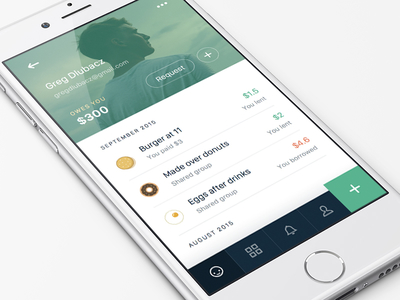 Greg Dlubacz
gregdlubacz@gmail.com
OWES YOU
$300
Request
SEPTEMBER 2015
Burger at 11
You paid $3
$1.5
You lent
Made over donuts
Shared group
$2
You lent
Eggs after drinks
Shared group
$4.6
You borrowed
AUGUST 2015